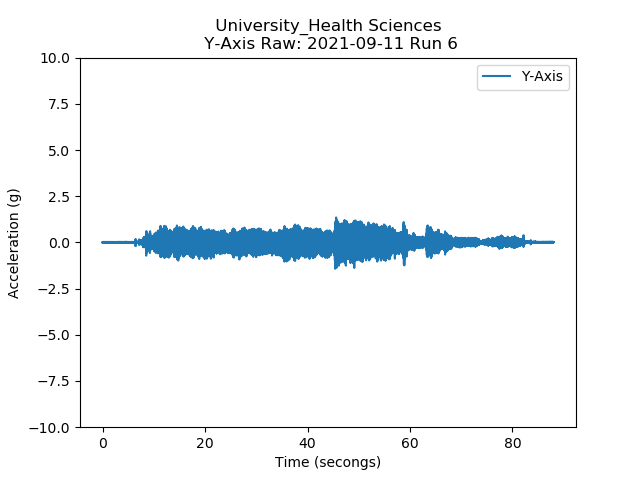 University_Health Sciences
Y-Axis Raw: 2021-09-11 Run 6
Y-Axis
10.0
7.5
5.0
2.5
0.0
−2.5
−5.0
−7.5
−10.0
Acceleration (g)
0 20 40 60 80
Time (secongs)